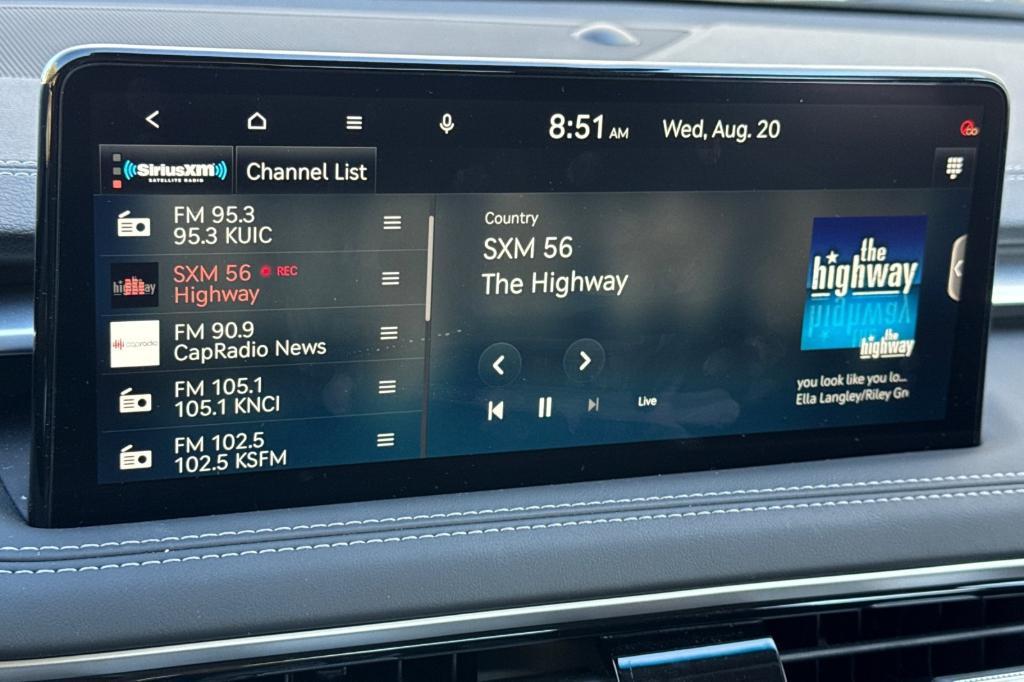 8:51 AM Wed, Aug. 20
SiriusXM
SATELLITE RADIO
Channel List
FM 95.3
95.3 KUIC
SXM 56 REC
Highway
highway
FM 90.9
CapRadio News
capradio
FM 105.1
105.1 KNCI
FM 102.5
102.5 KSFM
Country
SXM 56
The Highway
Live
the
highway
the
highway
you look like you lo...
Ella Langley/Riley Gr